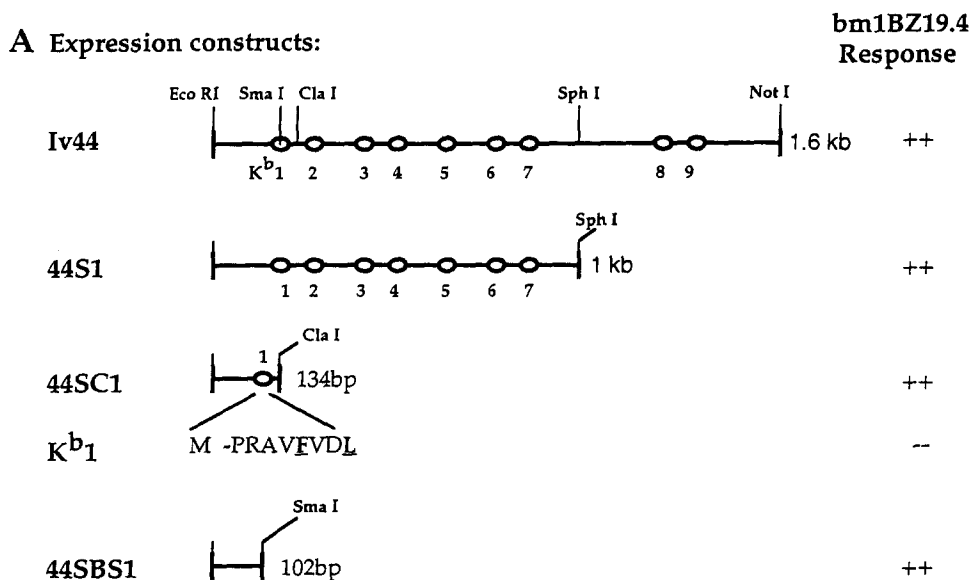 A Expression constructs:
bm1BZ19.4
Response
Eco RI Sma I Cla I Sph I Not I
Iv44 1.6 kb ++
Kb1 2 3 4 5 6 7 8 9
Sph I
44S1 1 kb ++
1 2 3 4 5 6 7
Cla I
1
44SC1 134bp ++
Kb1 M -PRAVFVDL --
Sma I
44SBS1 102bp ++